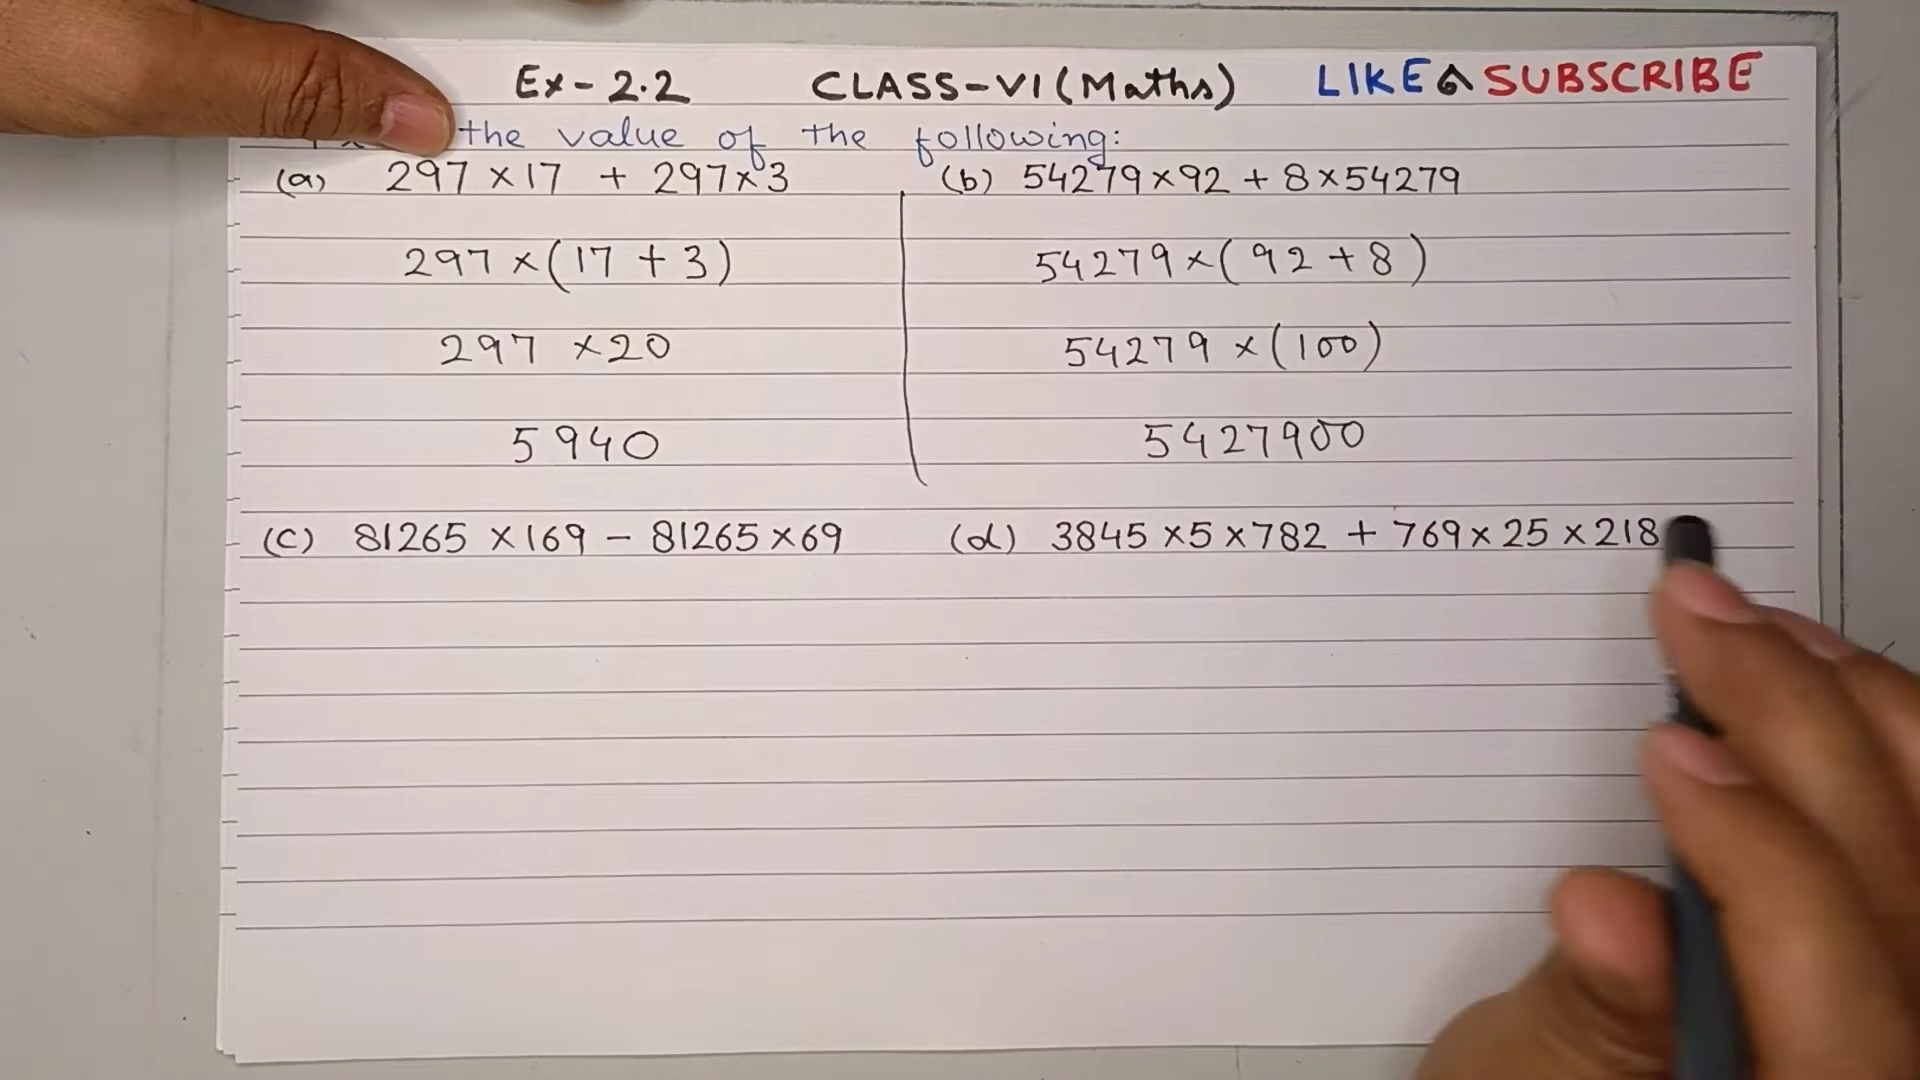 Ex-2.2 CLASS-VI (Maths) LIKE & SUBSCRIBE
the value of the following:
(a) 297×17 + 297×3 (b) 54279×92 + 8×54279
297×(17+3) 54279×(92+8)
297 ×20 54279 ×(100)
5940 5427900
(c) 81265 ×169 - 81265×69 (d) 3845 ×5×782 + 769×25×218